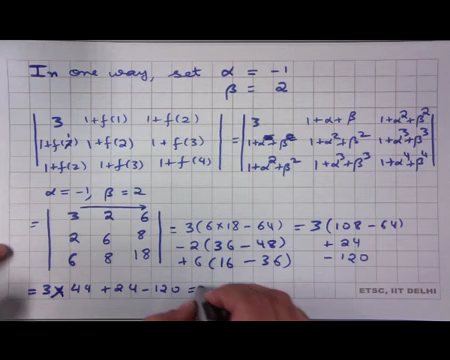 In one way, set α = -1
β = 2
| 3 1+f(1) 1+f(2) | = | 3 1+α+β 1+α²+β² |
| 1+f(1) 1+f(2) 1+f(3) | | 1+α+β 1+α²+β² 1+α³+β³ |
| 1+f(2) 1+f(3) 1+f(4) | | 1+α²+β² 1+α³+β³ 1+α⁴+β⁴ |
α = -1, β = 2
= | 3 2 6 | = 3(6×18 - 64) = 3(108 - 64)
| 2 6 8 | -2(36 - 48) + 24
| 6 8 18 | +6(16 - 36) - 120
= 3 × 44 + 24 - 120 =
ETSC, IIT DELHI